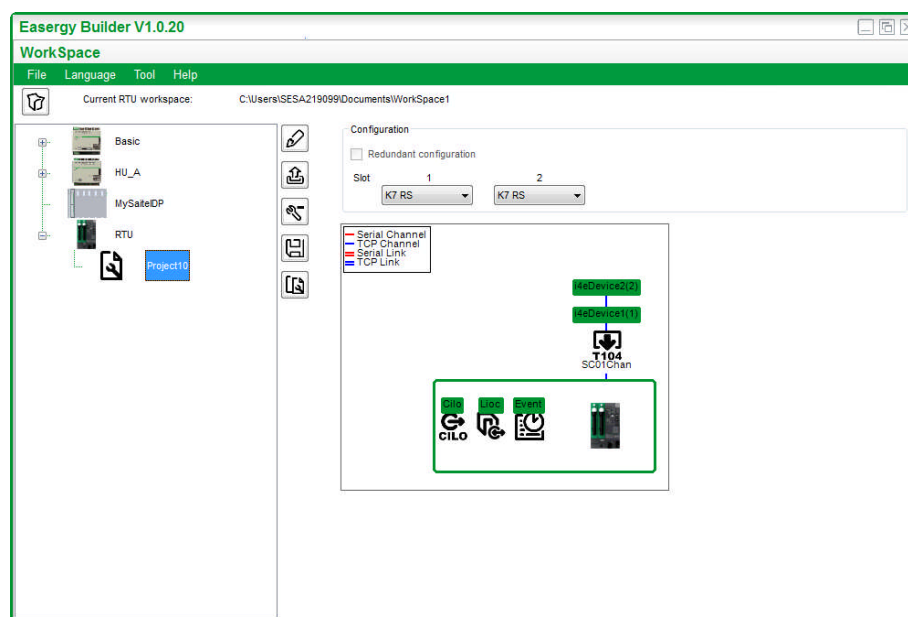 Easergy Builder V1.0.20
WorkSpace
File Language Tool Help
Current RTU workspace: C:\Users\SESA219099\Documents\WorkSpace1
Basic
HU_A
MySaitelDP
RTU
Project10
Configuration
Redundant configuration
Slot 1 2
K7 RS K7 RS
Serial Channel
TCP Channel
Serial Link
TCP Link
i4eDevice2(2)
i4eDevice1(1)
T104
SC01Chan
Cilo Lioc Event
CILO